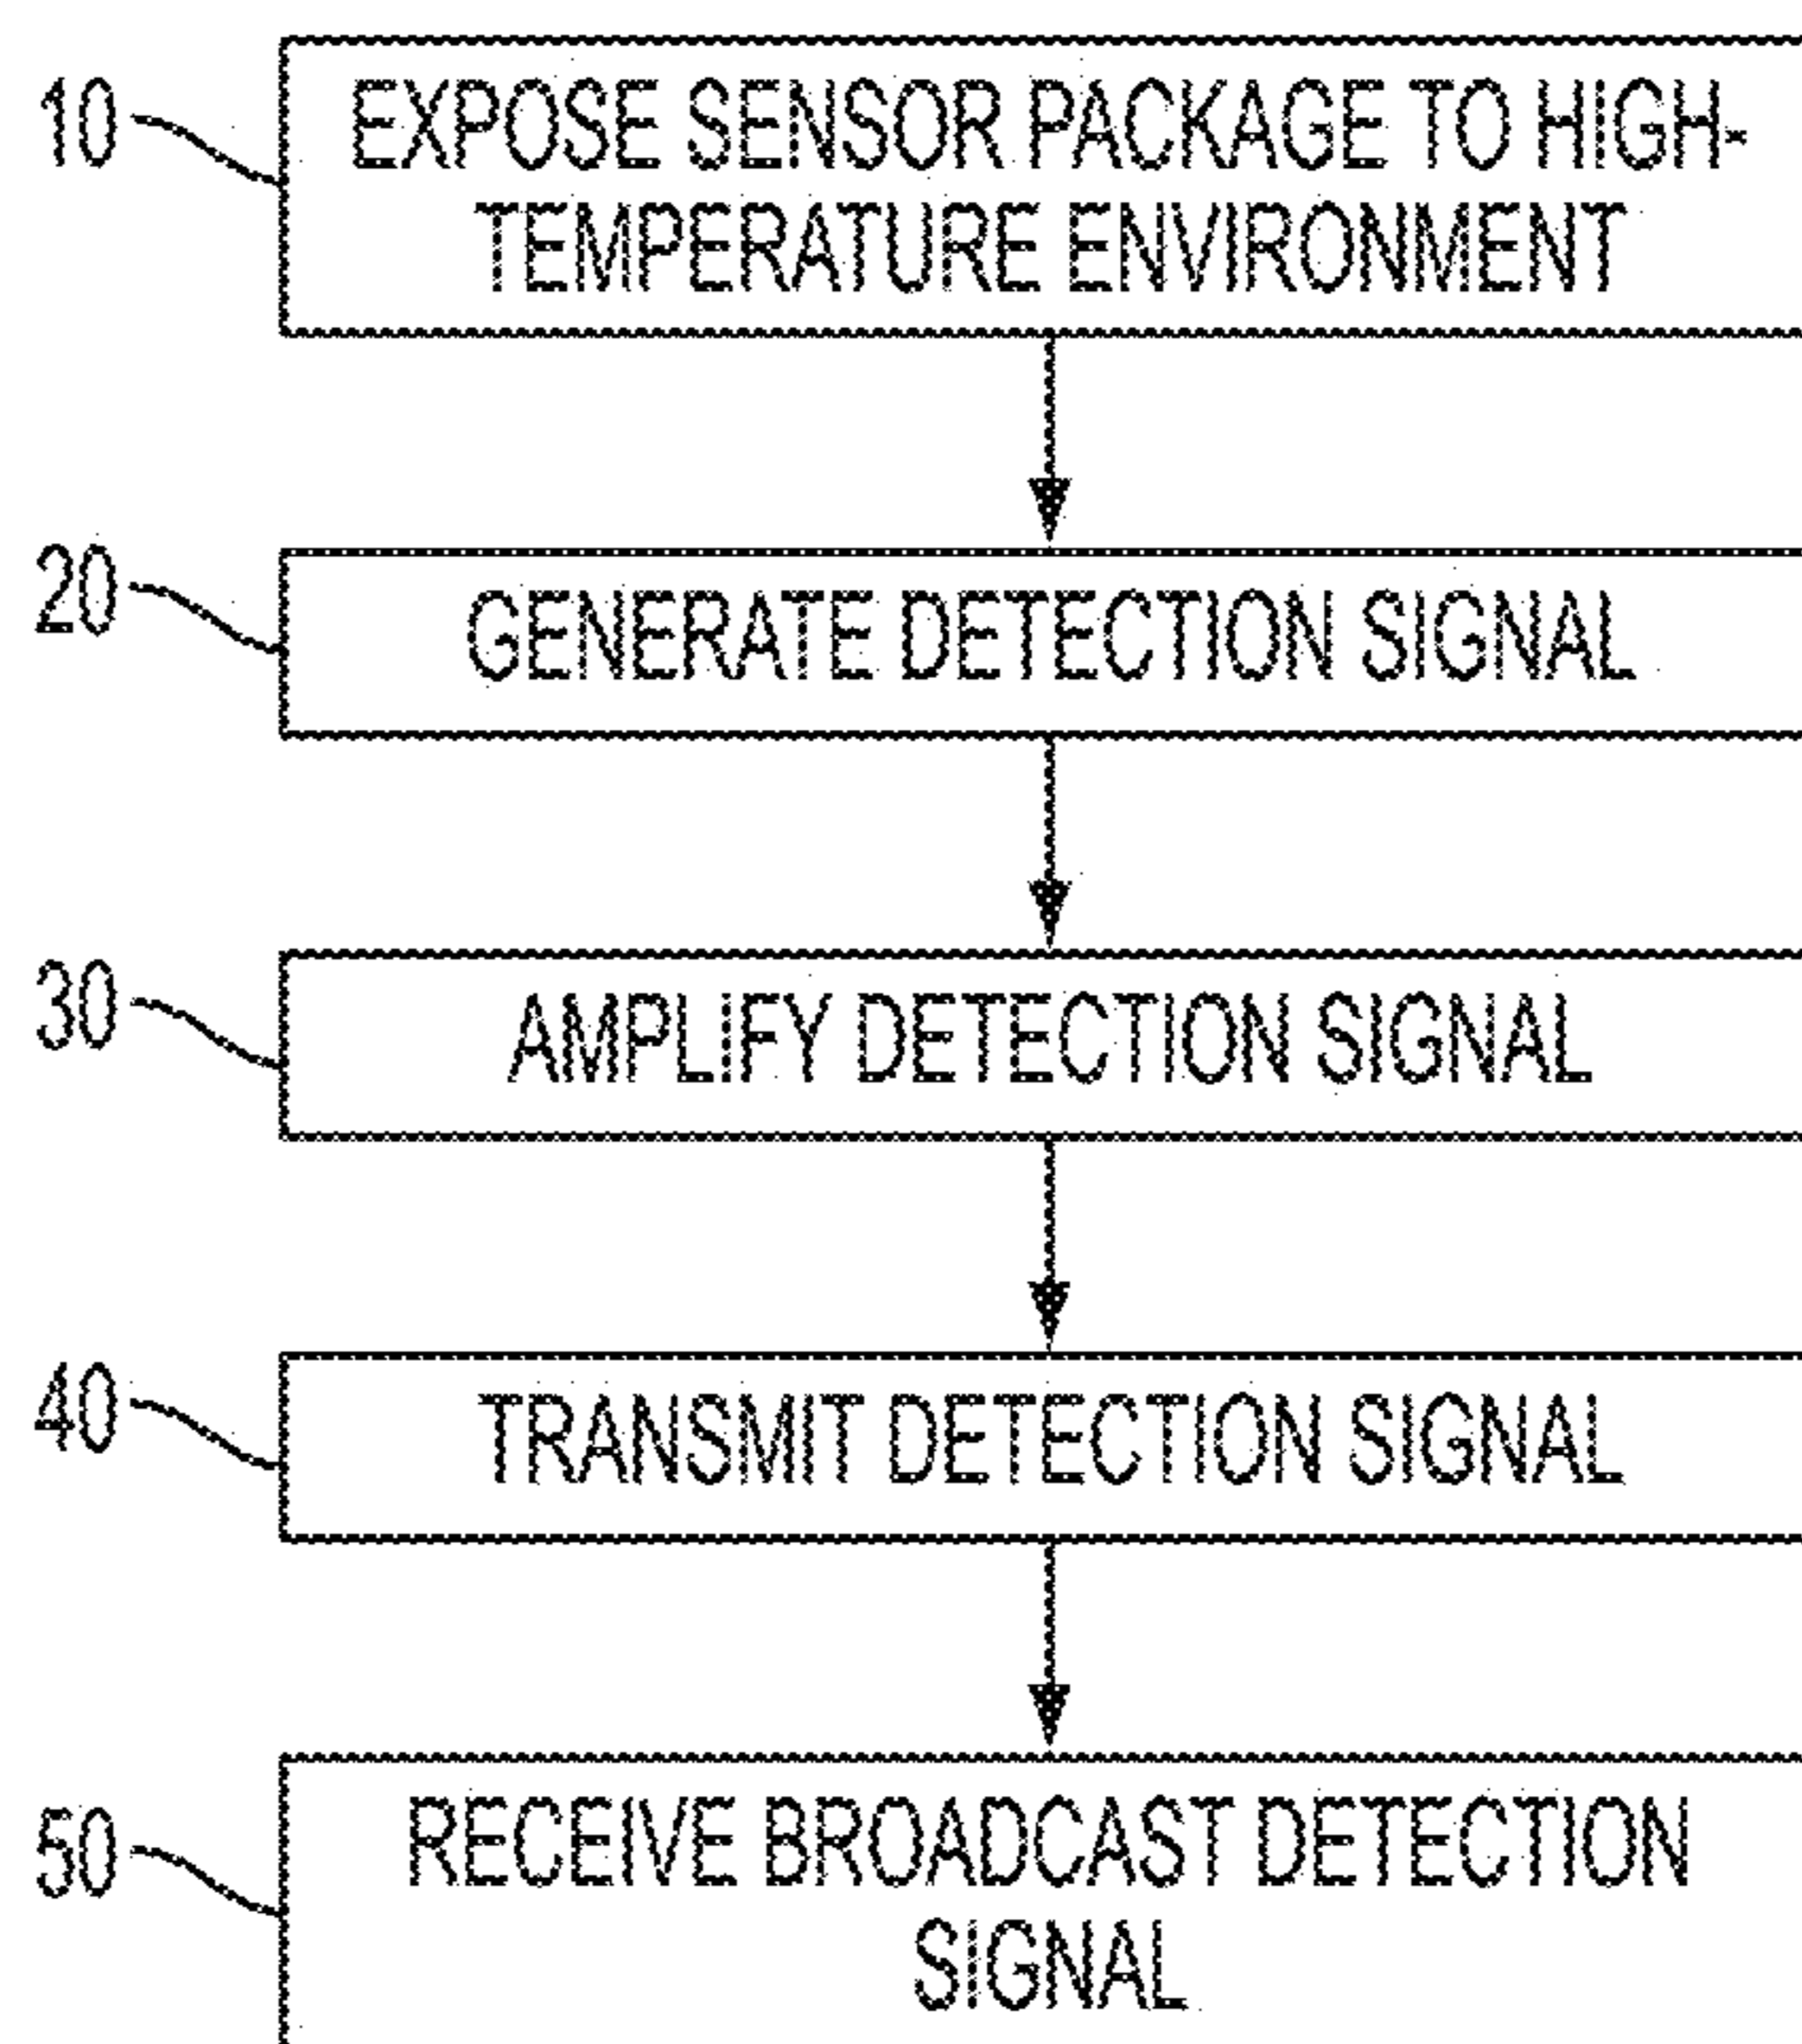 10
EXPOSE SENSOR PACKAGE TO HIGH-
TEMPERATURE ENVIRONMENT
20
GENERATE DETECTION SIGNAL
30
AMPLIFY DETECTION SIGNAL
40
TRANSMIT DETECTION SIGNAL
50
RECEIVE BROADCAST DETECTION
SIGNAL